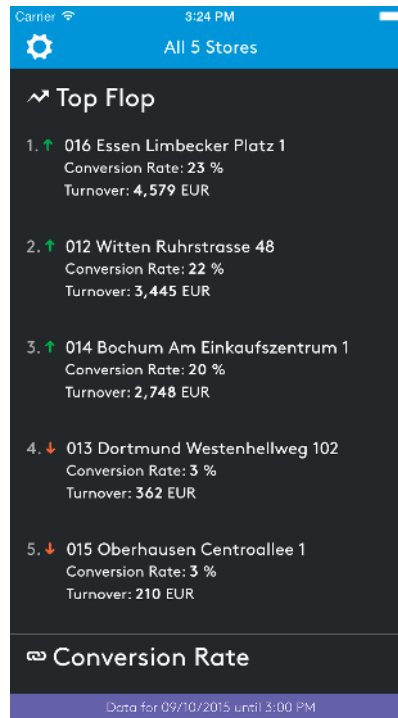 Carrier 3:24 PM
All 5 Stores
Top Flop
1. ↑ 016 Essen Limbecker Platz 1
Conversion Rate: 23 %
Turnover: 4,579 EUR
2. ↑ 012 Witten Ruhrstrasse 48
Conversion Rate: 22 %
Turnover: 3,445 EUR
3. ↑ 014 Bochum Am Einkaufszentrum 1
Conversion Rate: 20 %
Turnover: 2,748 EUR
4. ↓ 013 Dortmund Westenhellweg 102
Conversion Rate: 3 %
Turnover: 362 EUR
5. ↓ 015 Oberhausen Centroallee 1
Conversion Rate: 3 %
Turnover: 210 EUR
Conversion Rate
Data for 09/10/2015 until 3:00 PM